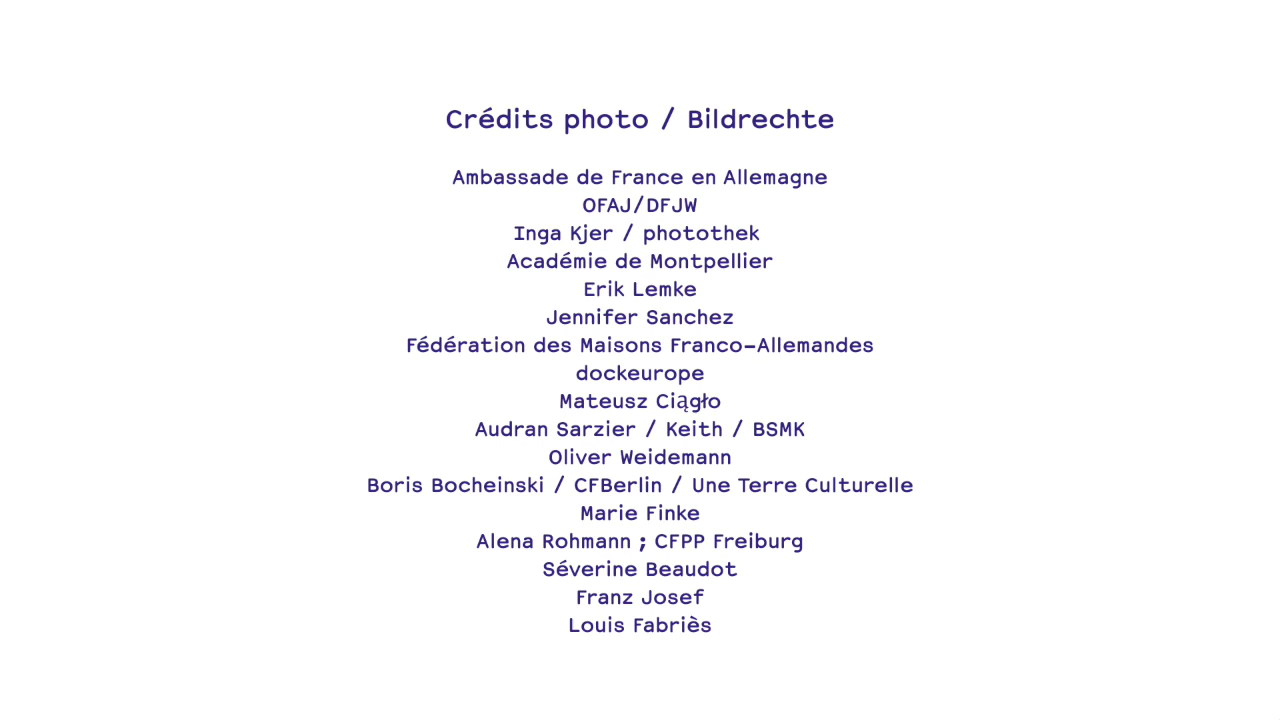 Crédits photo / Bildrechte
Ambassade de France en Allemagne
OFAJ/DFJW
Inga Kjer / photothek
Académie de Montpellier
Erik Lemke
Jennifer Sanchez
Fédération des Maisons Franco-Allemandes
dockeurope
Mateusz Ciągło
Audran Sarzier / Keith / BSMK
Oliver Weidemann
Boris Bocheinski / CFBerlin / Une Terre Culturelle
Marie Finke
Alena Rohmann ; CFPP Freiburg
Séverine Beaudot
Franz Josef
Louis Fabriès